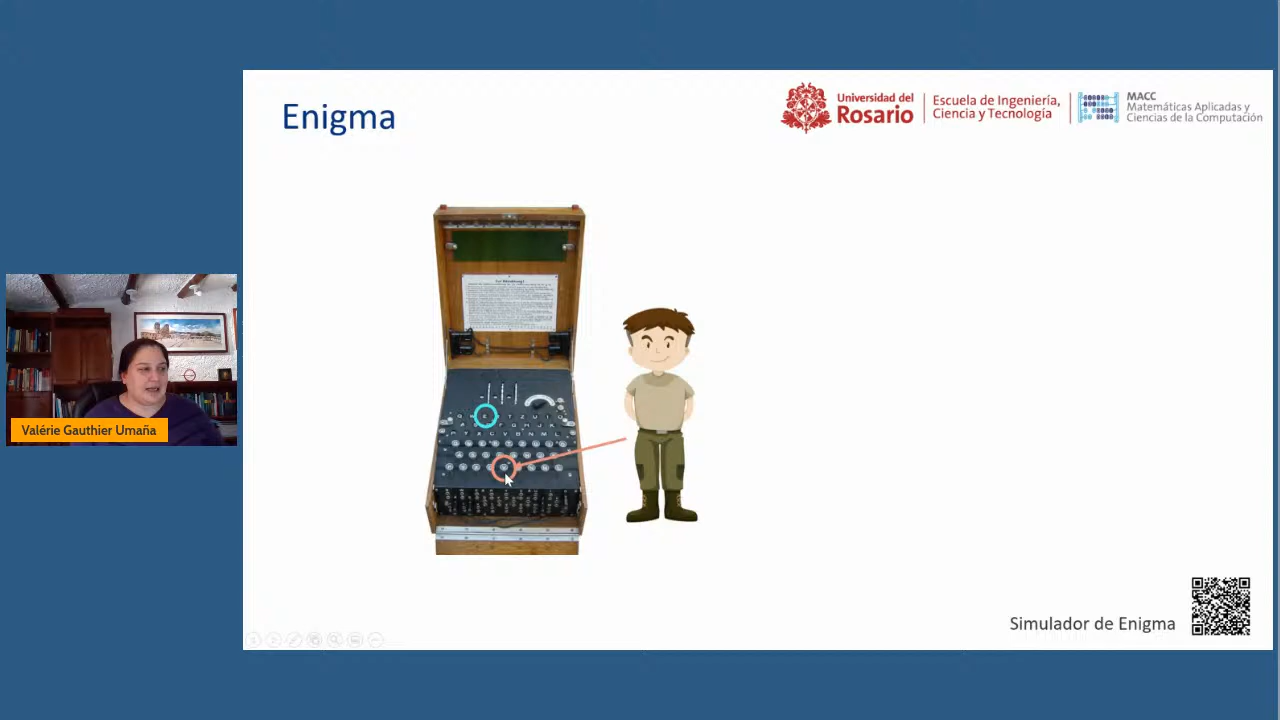 Enigma
Universidad del
Rosario
Escuela de Ingeniería,
Ciencia y Tecnología
MACC
Matemáticas Aplicadas y
Ciencias de la Computación
Valérie Gauthier Umaña
Simulador de Enigma